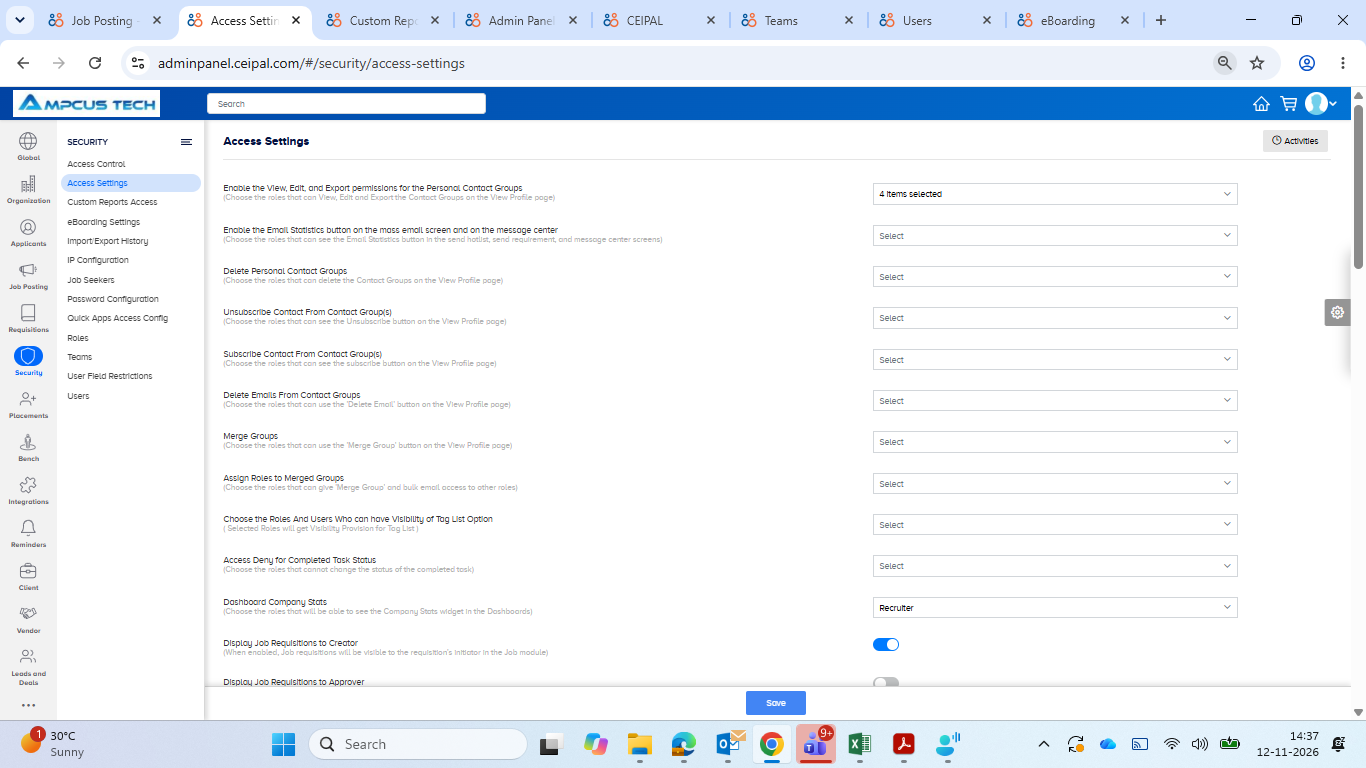 Job Posting
Access Settin
Custom Repo
Admin Panel
CEIPAL
Teams
Users
eBoarding
adminpanel.ceipal.com/#/security/access-settings
AMPCUS TECH
Search
Global
Organization
Applicants
Job Posting
Requisitions
Security
Placements
Bench
Integrations
Reminders
Client
Vendor
Leads and
Deals
SECURITY
Access Control
Access Settings
Custom Reports Access
eBoarding Settings
Import/Export History
IP Configuration
Job Seekers
Password Configuration
Quick Apps Access Config
Roles
Teams
User Field Restrictions
Users
Access Settings
Activities
Enable the View, Edit, and Export permissions for the Personal Contact Groups
(Choose the roles that can View, Edit and Export the Contact Groups on the View Profile page)
4 items selected
Enable the Email Statistics button on the mass email screen and on the message center
(Choose the roles that can see the Email Statistics button in the send hotlist, send requirement, and message center screens)
Select
Delete Personal Contact Groups
(Choose the roles that can delete the Contact Groups on the View Profile page)
Select
Unsubscribe Contact From Contact Group(s)
(Choose the roles that can see the Unsubscribe button on the View Profile page)
Select
Subscribe Contact From Contact Group(s)
(Choose the roles that can see the subscribe button on the View Profile page)
Select
Delete Emails From Contact Groups
(Choose the roles that can use the 'Delete Email' button on the View Profile page)
Select
Merge Groups
(Choose the roles that can use the 'Merge Group' button on the View Profile page)
Select
Assign Roles to Merged Groups
(Choose the roles that can give 'Merge Group' and bulk email access to other roles)
Select
Choose the Roles And Users Who can have Visibility of Tag List Option
( Selected Roles will get Visibility Provision for Tag List )
Select
Access Deny for Completed Task Status
(Choose the roles that cannot change the status of the completed task)
Select
Dashboard Company Stats
(Choose the roles that will be able to see the Company Stats widget in the Dashboards)
Recruiter
Display Job Requisitions to Creator
(When enabled, Job requisitions will be visible to the requisition's initiator in the Job module)
Display Job Requisitions to Approver
Save
1
30°C
Sunny
Search
9+
14:37
12-11-2026